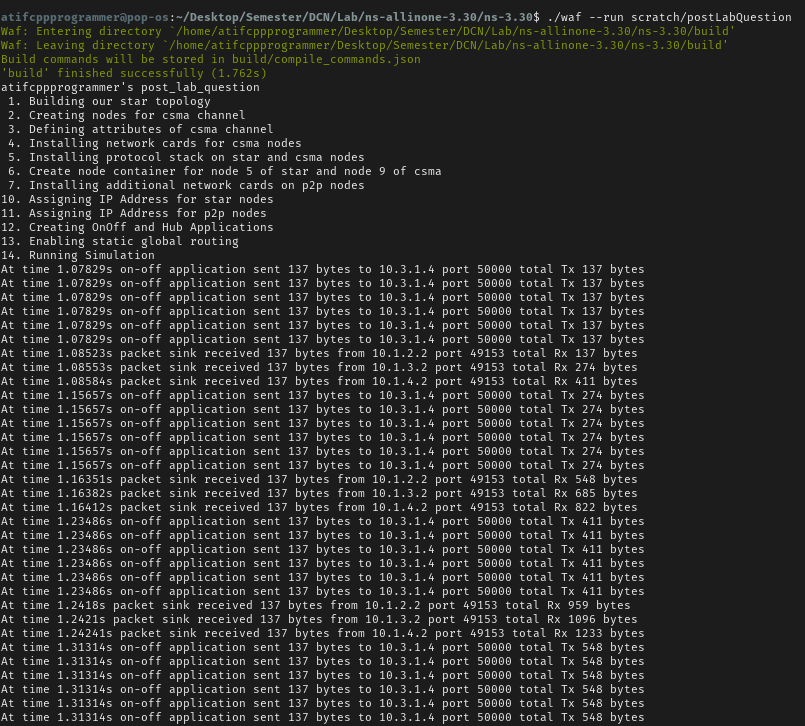 atifcppprogrammer@pop-os:~/Desktop/Semester/DCN/Lab/ns-allinone-3.30/ns-3.30$ ./waf --run scratch/postLabQuestion
Waf: Entering directory `/home/atifcppprogrammer/Desktop/Semester/DCN/Lab/ns-allinone-3.30/ns-3.30/build'
Waf: Leaving directory `/home/atifcppprogrammer/Desktop/Semester/DCN/Lab/ns-allinone-3.30/ns-3.30/build'
Build commands will be stored in build/compile_commands.json
'build' finished successfully (1.762s)
atifcppprogrammer's post_lab_question
 1. Building our star topology
 2. Creating nodes for csma channel
 3. Defining attributes of csma channel
 4. Installing network cards for csma nodes
 5. Installing protocol stack on star and csma nodes
 6. Create node container for node 5 of star and node 9 of csma
 7. Installing additional network cards on p2p nodes
10. Assigning IP Address for star nodes
11. Assigning IP Address for p2p nodes
12. Creating OnOff and Hub Applications
13. Enabling static global routing
14. Running Simulation
At time 1.07829s on-off application sent 137 bytes to 10.3.1.4 port 50000 total Tx 137 bytes
At time 1.07829s on-off application sent 137 bytes to 10.3.1.4 port 50000 total Tx 137 bytes
At time 1.07829s on-off application sent 137 bytes to 10.3.1.4 port 50000 total Tx 137 bytes
At time 1.07829s on-off application sent 137 bytes to 10.3.1.4 port 50000 total Tx 137 bytes
At time 1.07829s on-off application sent 137 bytes to 10.3.1.4 port 50000 total Tx 137 bytes
At time 1.07829s on-off application sent 137 bytes to 10.3.1.4 port 50000 total Tx 137 bytes
At time 1.08523s packet sink received 137 bytes from 10.1.2.2 port 49153 total Rx 137 bytes
At time 1.08553s packet sink received 137 bytes from 10.1.3.2 port 49153 total Rx 274 bytes
At time 1.08584s packet sink received 137 bytes from 10.1.4.2 port 49153 total Rx 411 bytes
At time 1.15657s on-off application sent 137 bytes to 10.3.1.4 port 50000 total Tx 274 bytes
At time 1.15657s on-off application sent 137 bytes to 10.3.1.4 port 50000 total Tx 274 bytes
At time 1.15657s on-off application sent 137 bytes to 10.3.1.4 port 50000 total Tx 274 bytes
At time 1.15657s on-off application sent 137 bytes to 10.3.1.4 port 50000 total Tx 274 bytes
At time 1.15657s on-off application sent 137 bytes to 10.3.1.4 port 50000 total Tx 274 bytes
At time 1.15657s on-off application sent 137 bytes to 10.3.1.4 port 50000 total Tx 274 bytes
At time 1.16351s packet sink received 137 bytes from 10.1.2.2 port 49153 total Rx 548 bytes
At time 1.16382s packet sink received 137 bytes from 10.1.3.2 port 49153 total Rx 685 bytes
At time 1.16412s packet sink received 137 bytes from 10.1.4.2 port 49153 total Rx 822 bytes
At time 1.23486s on-off application sent 137 bytes to 10.3.1.4 port 50000 total Tx 411 bytes
At time 1.23486s on-off application sent 137 bytes to 10.3.1.4 port 50000 total Tx 411 bytes
At time 1.23486s on-off application sent 137 bytes to 10.3.1.4 port 50000 total Tx 411 bytes
At time 1.23486s on-off application sent 137 bytes to 10.3.1.4 port 50000 total Tx 411 bytes
At time 1.23486s on-off application sent 137 bytes to 10.3.1.4 port 50000 total Tx 411 bytes
At time 1.23486s on-off application sent 137 bytes to 10.3.1.4 port 50000 total Tx 411 bytes
At time 1.2418s packet sink received 137 bytes from 10.1.2.2 port 49153 total Rx 959 bytes
At time 1.2421s packet sink received 137 bytes from 10.1.3.2 port 49153 total Rx 1096 bytes
At time 1.24241s packet sink received 137 bytes from 10.1.4.2 port 49153 total Rx 1233 bytes
At time 1.31314s on-off application sent 137 bytes to 10.3.1.4 port 50000 total Tx 548 bytes
At time 1.31314s on-off application sent 137 bytes to 10.3.1.4 port 50000 total Tx 548 bytes
At time 1.31314s on-off application sent 137 bytes to 10.3.1.4 port 50000 total Tx 548 bytes
At time 1.31314s on-off application sent 137 bytes to 10.3.1.4 port 50000 total Tx 548 bytes
At time 1.31314s on-off application sent 137 bytes to 10.3.1.4 port 50000 total Tx 548 bytes
At time 1.31314s on-off application sent 137 bytes to 10.3.1.4 port 50000 total Tx 548 bytes